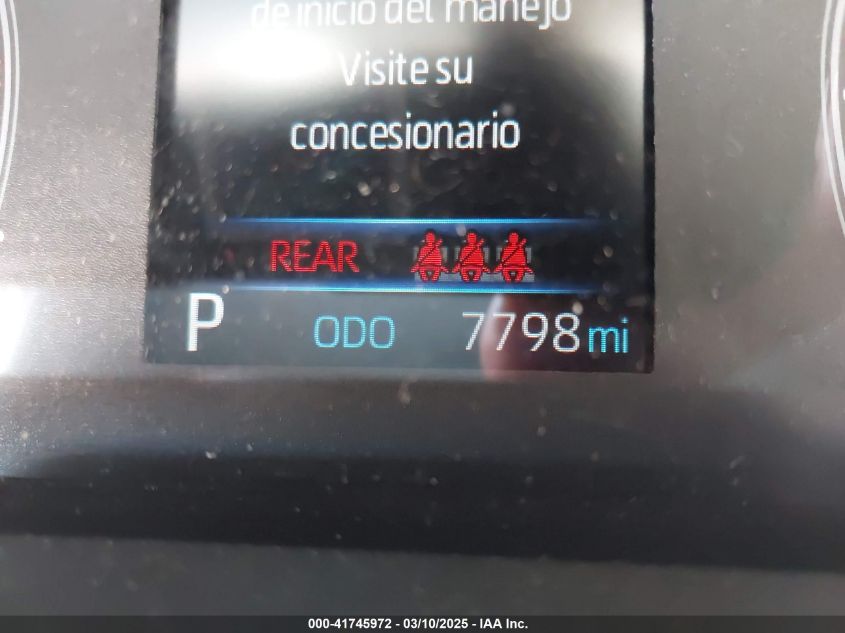 de inicio del manejo
Visite su
concesionario
REAR
P ODO 7798 mi
000-41745972 - 03/10/2025 - IAA Inc.